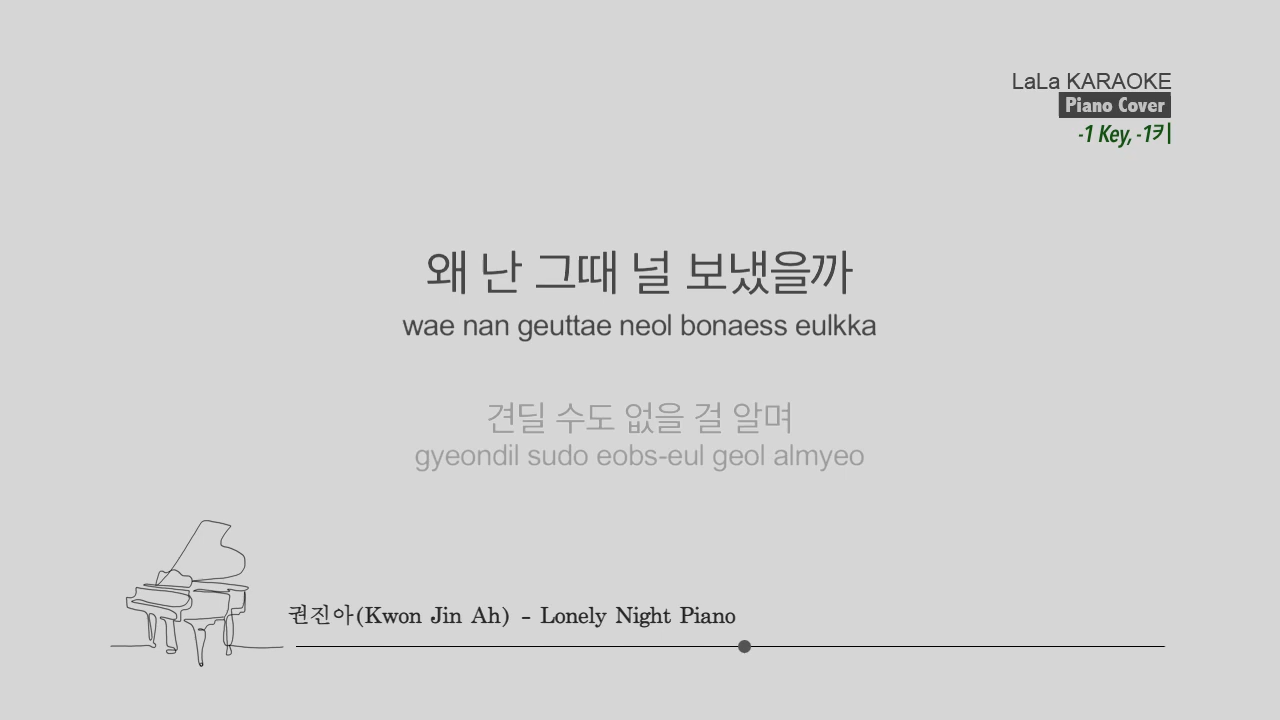 LaLa KARAOKE
Piano Cover
-1 Key, -1키
왜 난 그때 널 보냈을까
wae nan geuttae neol bonaess eulkka
견딜 수도 없을 걸 알며
gyeondil sudo eobs-eul geol almyeo
권진아(Kwon Jin Ah) - Lonely Night Piano